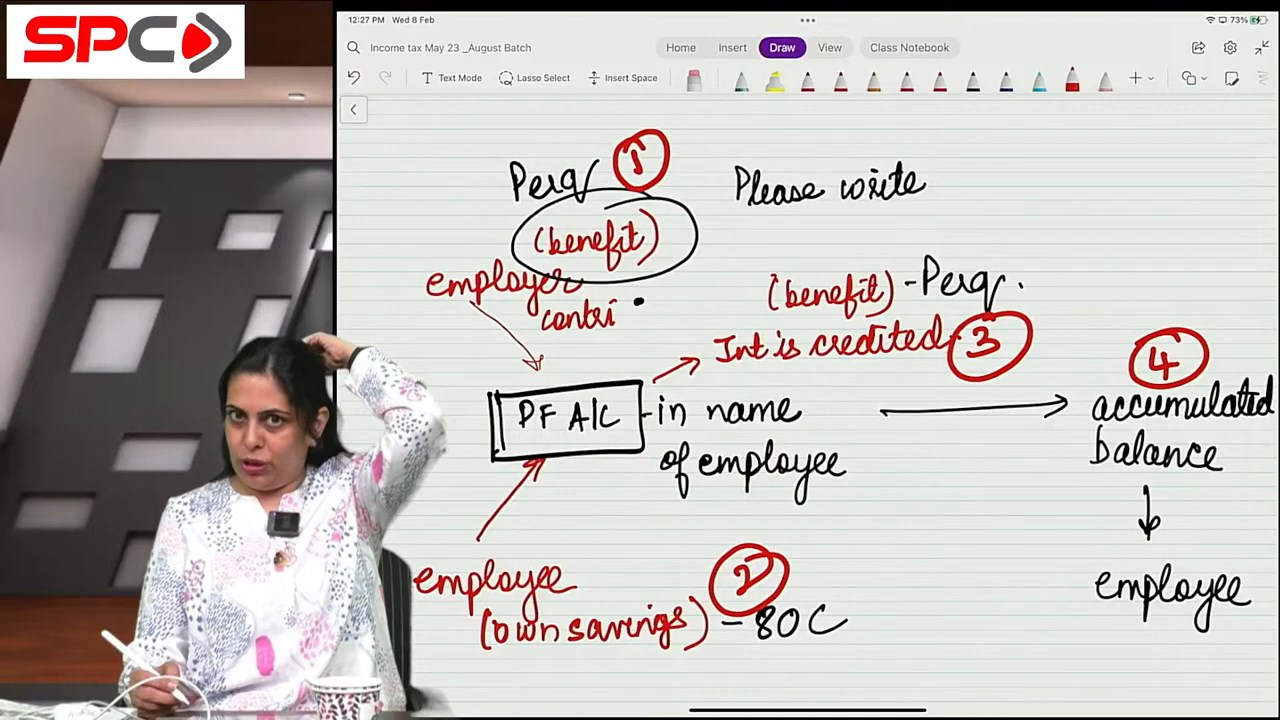 SPC
12:27 PM Wed 8 Feb
73%
Income tax May 23 _August Batch
Home Insert Draw View Class Notebook
Text Mode Lasso Select Insert Space
Perq 1 Please write
(benefit)
employer
contri
(benefit) - Perq.
Int is credited 3
4
PF A/C - in name
of employee
accumulated
balance
employee
employee
(own savings) - 80C
2